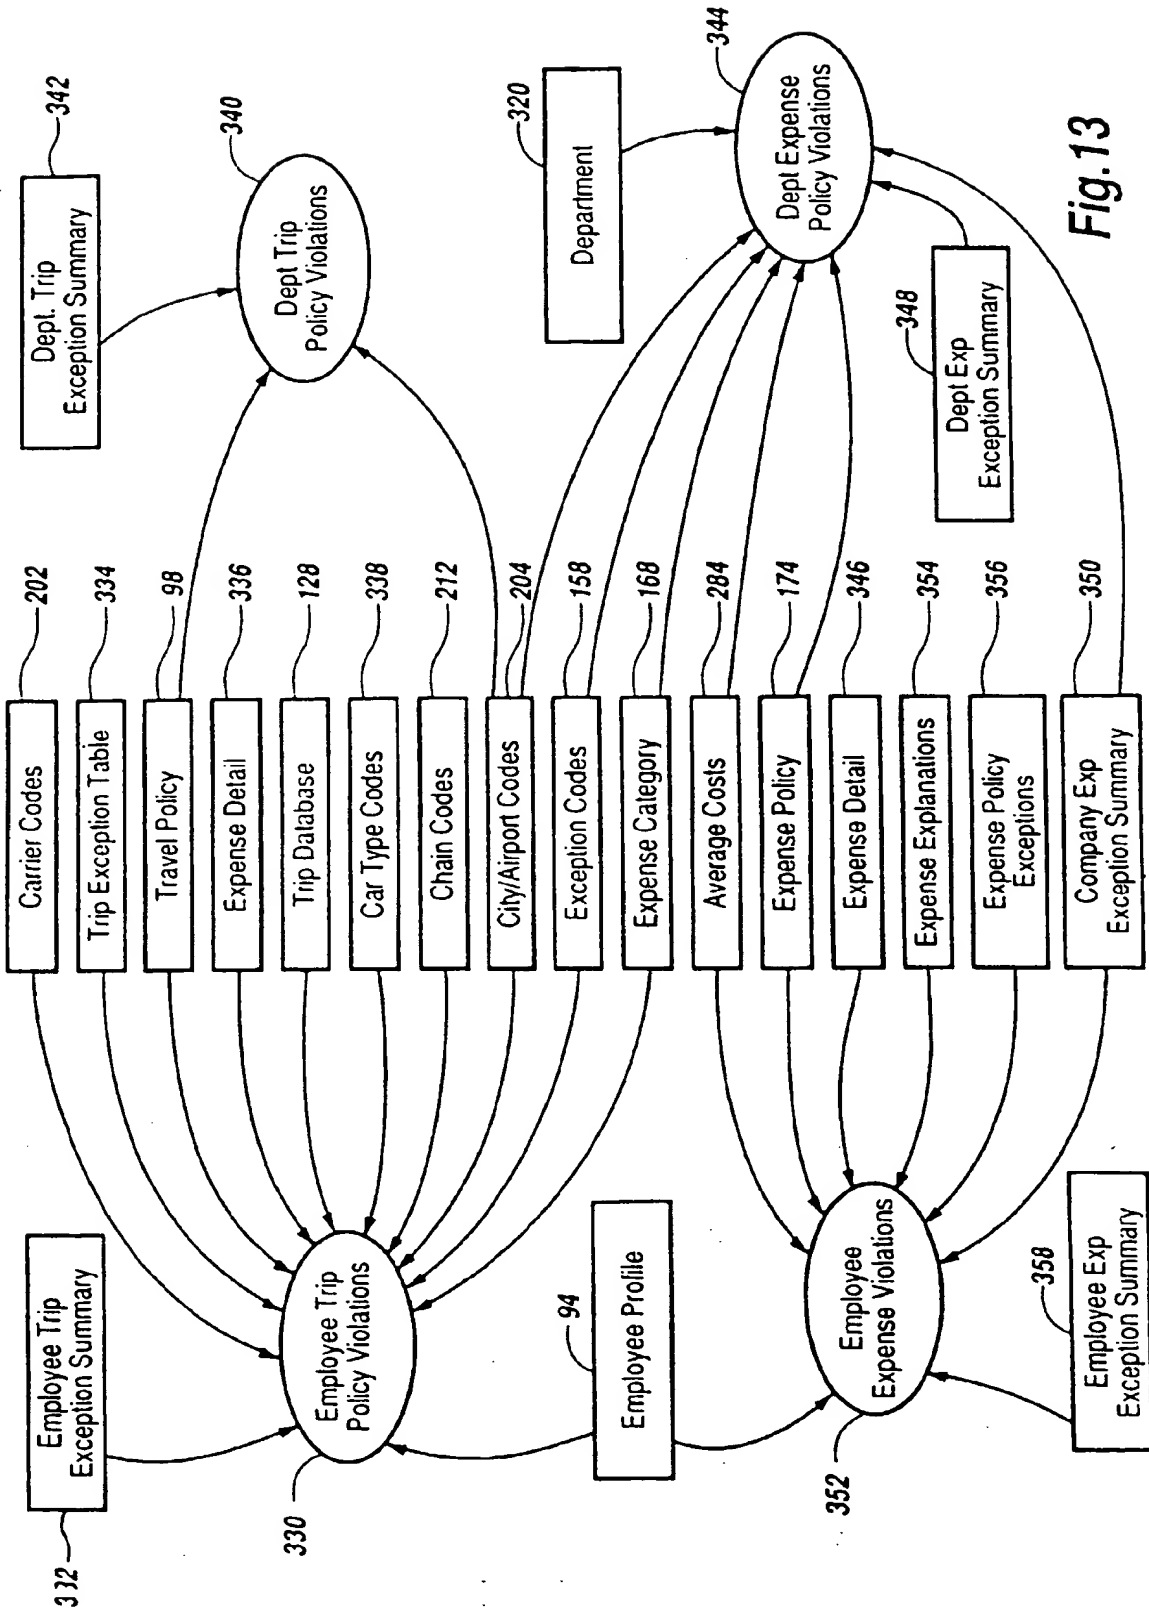 332
Employee Trip
Exception Summary
330
Employee Trip
Policy Violations
94
Employee Profile
352
Employee
Expense Violations
358
Employee Exp
Exception Summary
Carrier Codes
202
Trip Exception Table
334
Travel Policy
98
Expense Detail
336
Trip Database
128
Car Type Codes
338
Chain Codes
212
City/Airport Codes
204
Exception Codes
158
Expense Category
168
Average Costs
284
Expense Policy
174
Expense Detail
346
Expense Explanations
354
Expense Policy
Exceptions
356
Company Exp
Exception Summary
350
Dept. Trip
Exception Summary
342
Dept Trip
Policy Violations
340
Department
320
Dept Expense
Policy Violations
344
Dept Exp
Exception Summary
348
Fig.13